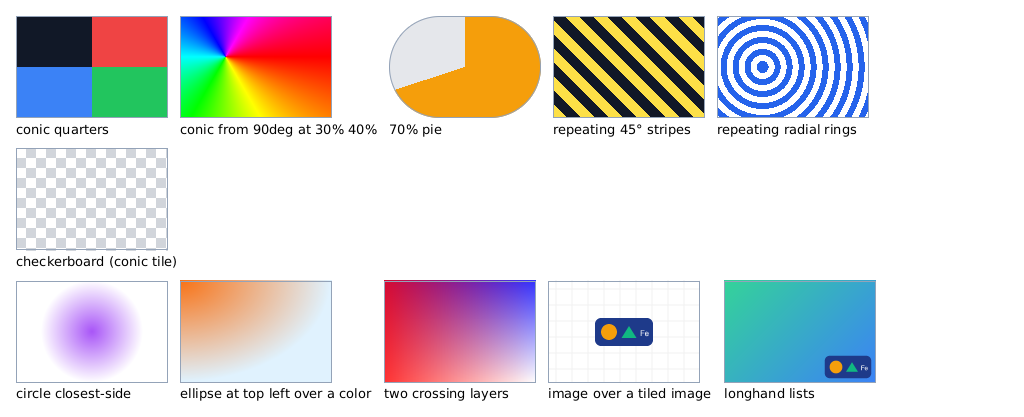 conic quarters
conic from 90deg at 30% 40%
70% pie
repeating 45° stripes
repeating radial rings
checkerboard (conic tile)
Fe
Fe
circle closest-side
ellipse at top left over a color
two crossing layers
image over a tiled image
longhand lists